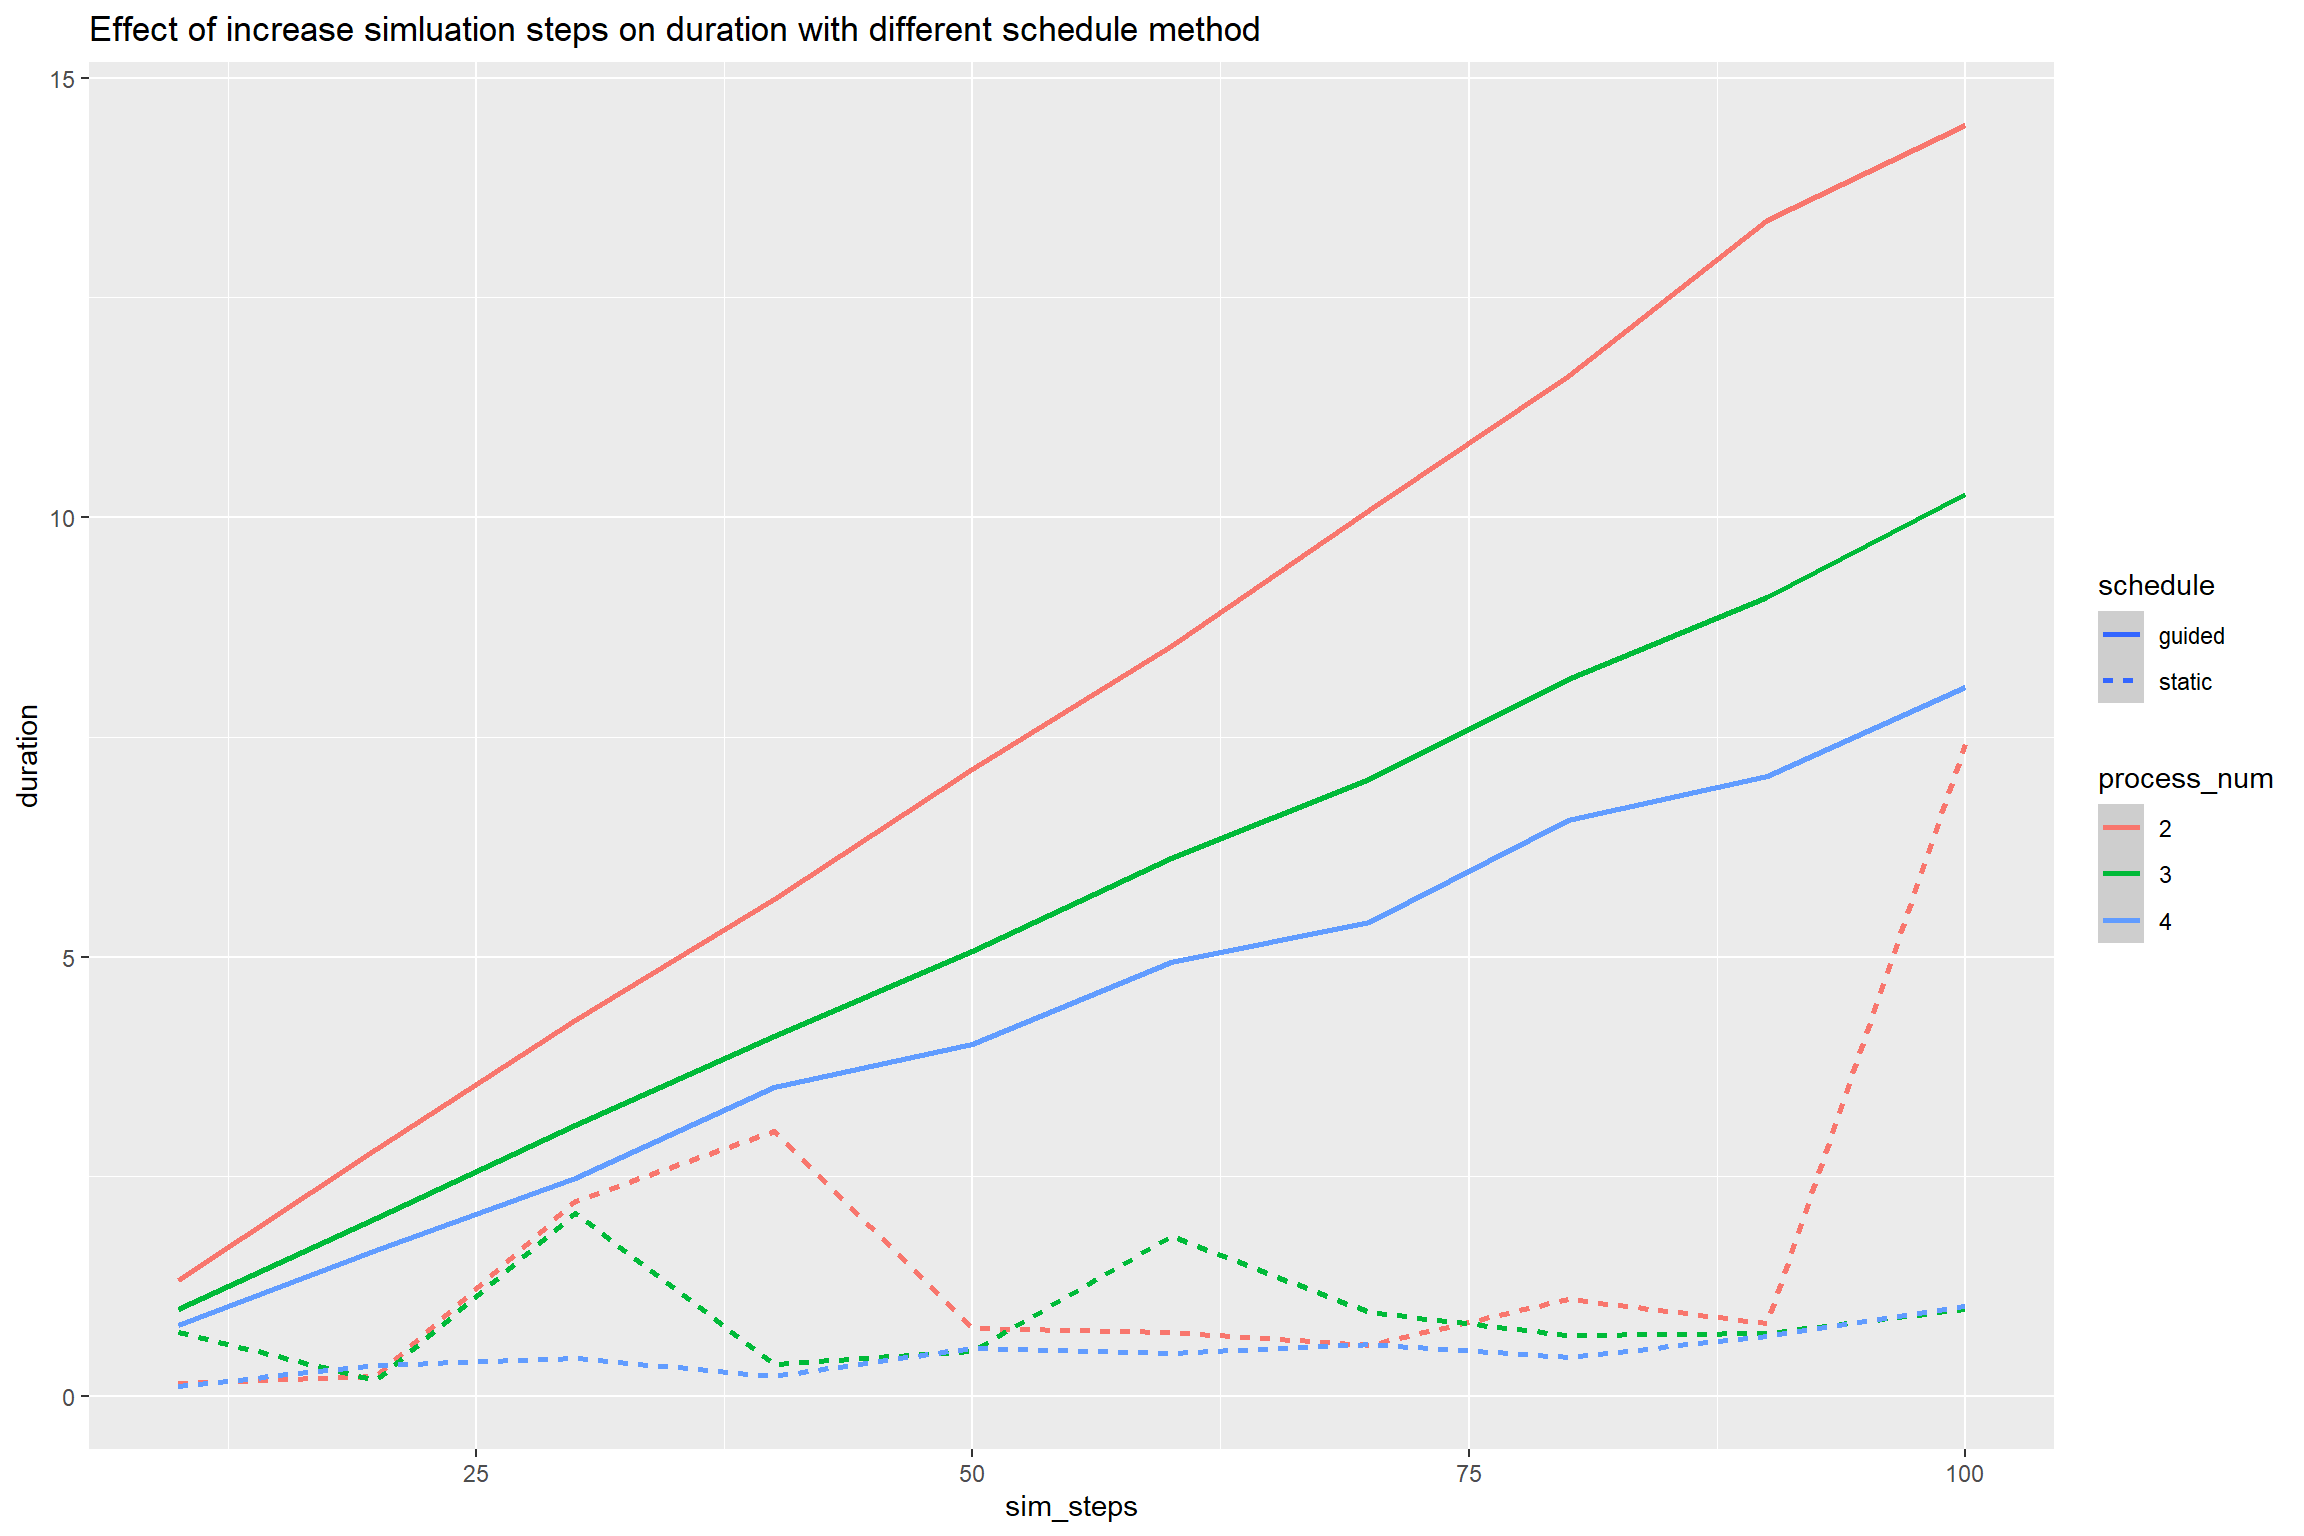 Effect of increase simluation steps on duration with different schedule method
15
10
5
0
duration
25
50
75
100
sim_steps
schedule
guided
static
process_num
2
3
4